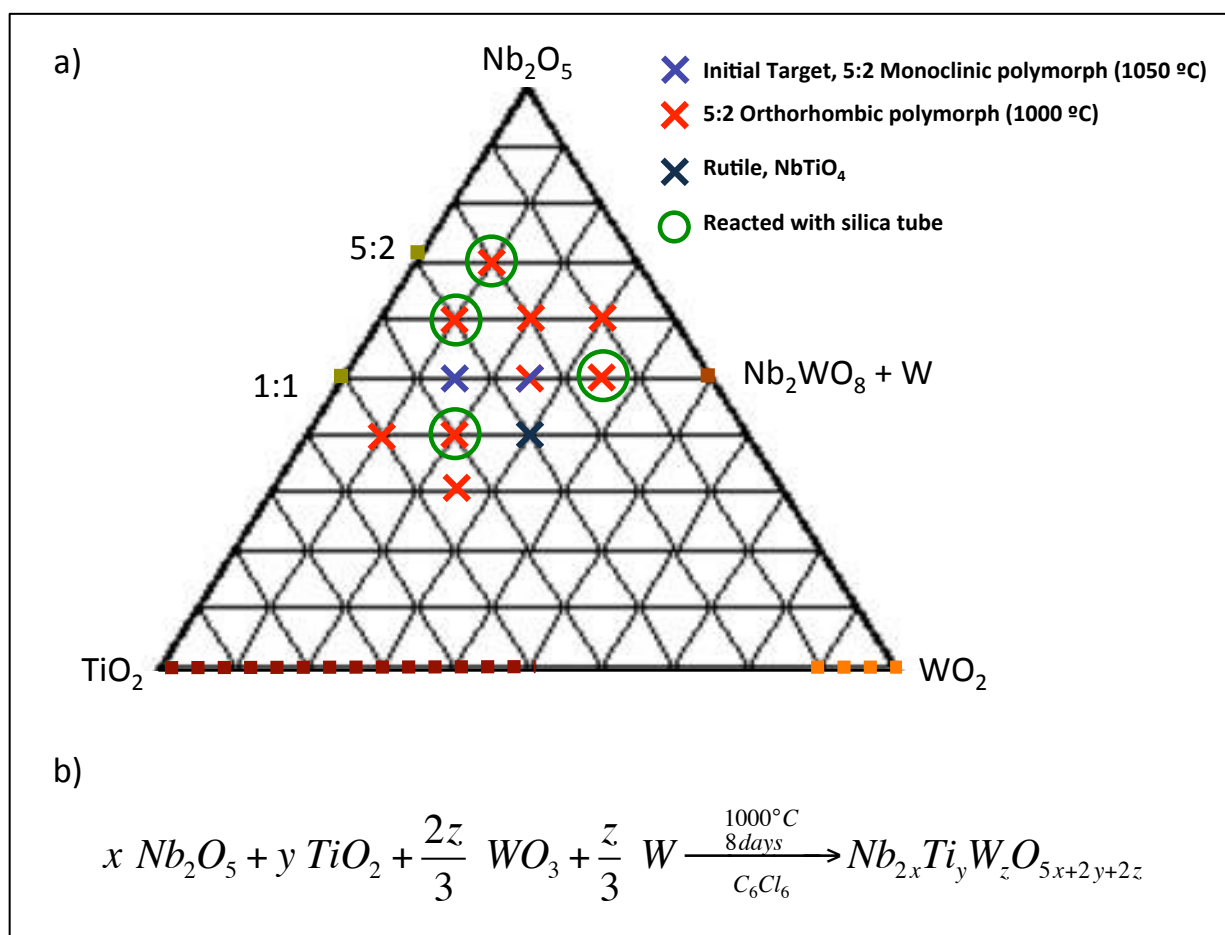 a)
Nb₂O₅
Initial Target, 5:2 Monoclinic polymorph (1050 ºC)
5:2 Orthorhombic polymorph (1000 ºC)
Rutile, NbTiO₄
Reacted with silica tube
5:2
1:1
Nb₂WO₈ + W
TiO₂
WO₂
b)
x Nb₂O₅ + y TiO₂ + 2z/3 WO₃ + z/3 W —1000°C 8days / C₆Cl₆→ Nb₂ₓTi_yW_zO_{5x+2y+2z}